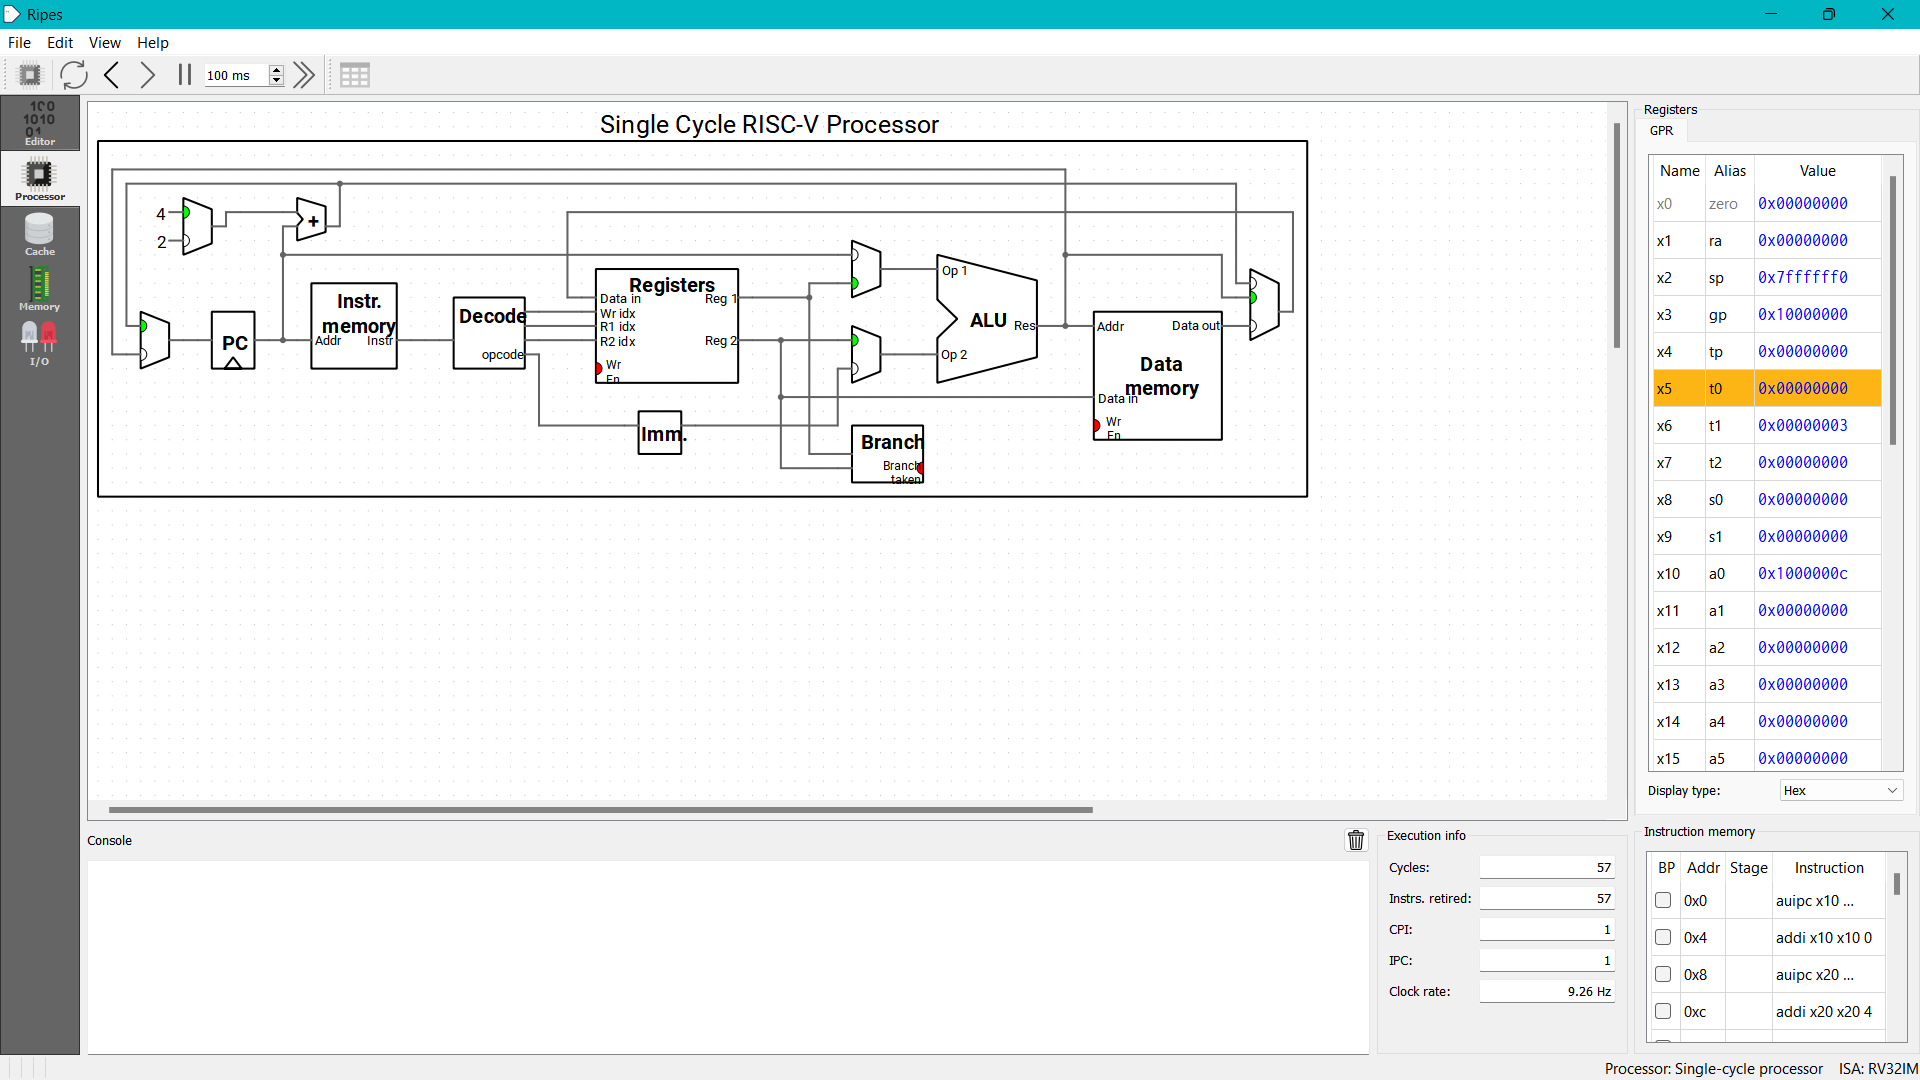 Ripes
File Edit View Help
100 ms
Editor
Processor
Cache
Memory
I/O
Single Cycle RISC-V Processor
4
2
+
PC
Instr. memory
Addr
Instr
Decode
opcode
Registers
Data in
Wr idx
R1 idx
R2 idx
Wr En
Reg 1
Reg 2
Imm.
Op 1
Op 2
ALU
Res
Branch
Branch taken
Data memory
Addr
Data out
Data in
Wr En
Registers
GPR
Name Alias Value
x0 zero 0x00000000
x1 ra 0x00000000
x2 sp 0x7ffffff0
x3 gp 0x10000000
x4 tp 0x00000000
x5 t0 0x00000000
x6 t1 0x00000003
x7 t2 0x00000000
x8 s0 0x00000000
x9 s1 0x00000000
x10 a0 0x1000000c
x11 a1 0x00000000
x12 a2 0x00000000
x13 a3 0x00000000
x14 a4 0x00000000
x15 a5 0x00000000
Display type: Hex
Console
Execution info
Cycles: 57
Instrs. retired: 57
CPI: 1
IPC: 1
Clock rate: 9.26 Hz
Instruction memory
BP Addr Stage Instruction
0x0 auipc x10 ...
0x4 addi x10 x10 0
0x8 auipc x20 ...
0xc addi x20 x20 4
Processor: Single-cycle processor ISA: RV32IM